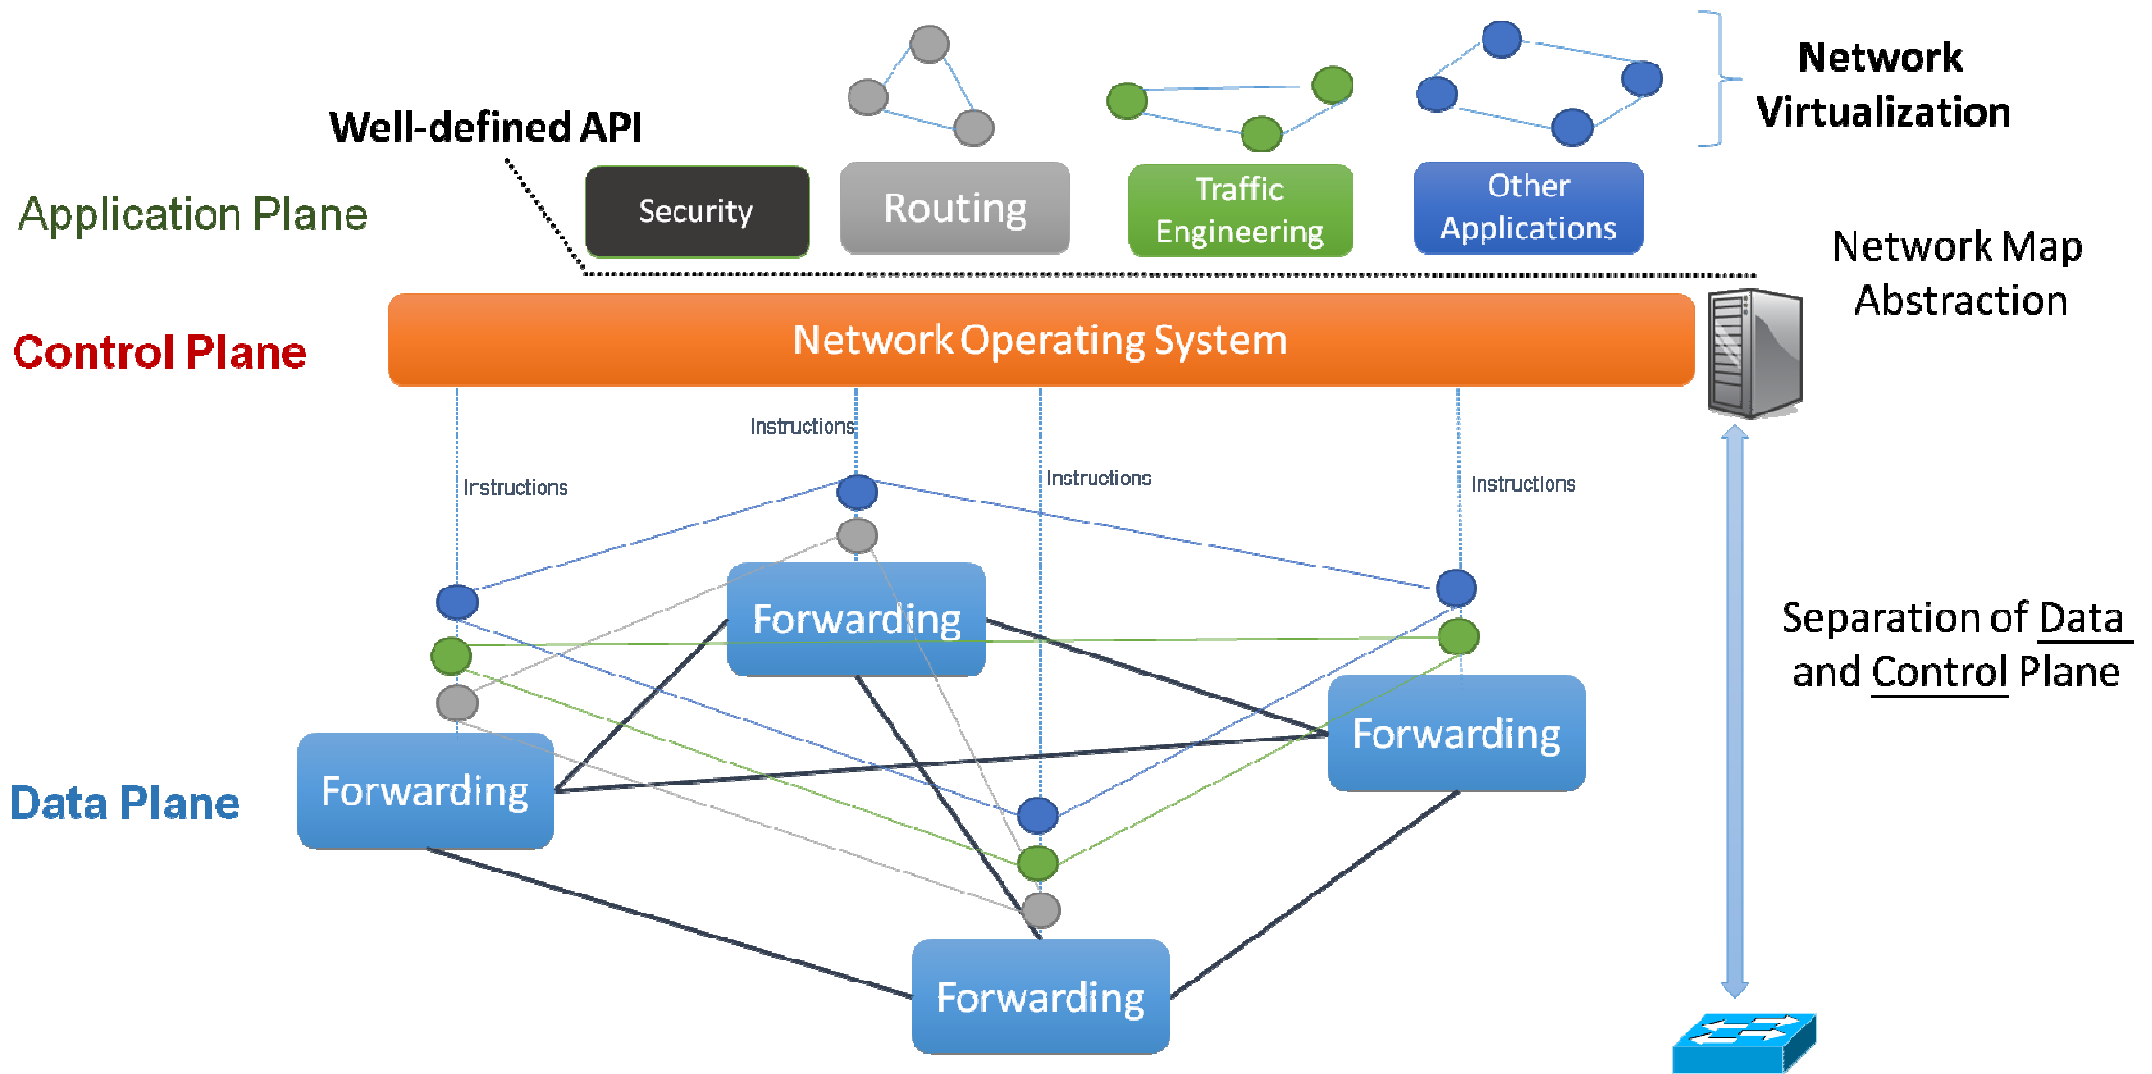 Network
Virtualization
Well-defined API
Application Plane
Security
Routing
Traffic
Engineering
Other
Applications
Network Map
Abstraction
Control Plane
Network Operating System
Instructions
Instructions
Instructions
Instructions
Forwarding
Separation of Data
and Control Plane
Forwarding
Data Plane
Forwarding
Forwarding